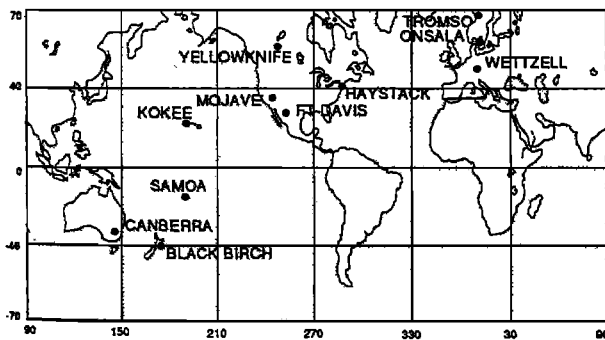 70
TROMSO
ONSALA
YELLOWKNIFE
WETTZELL
40
MOJAVE
HAYSTACK
KOKEE
FT. DAVIS
0
SAMOA
CANBERRA
-45
BLACK BIRCH
-70
90 150 210 270 330 30 90